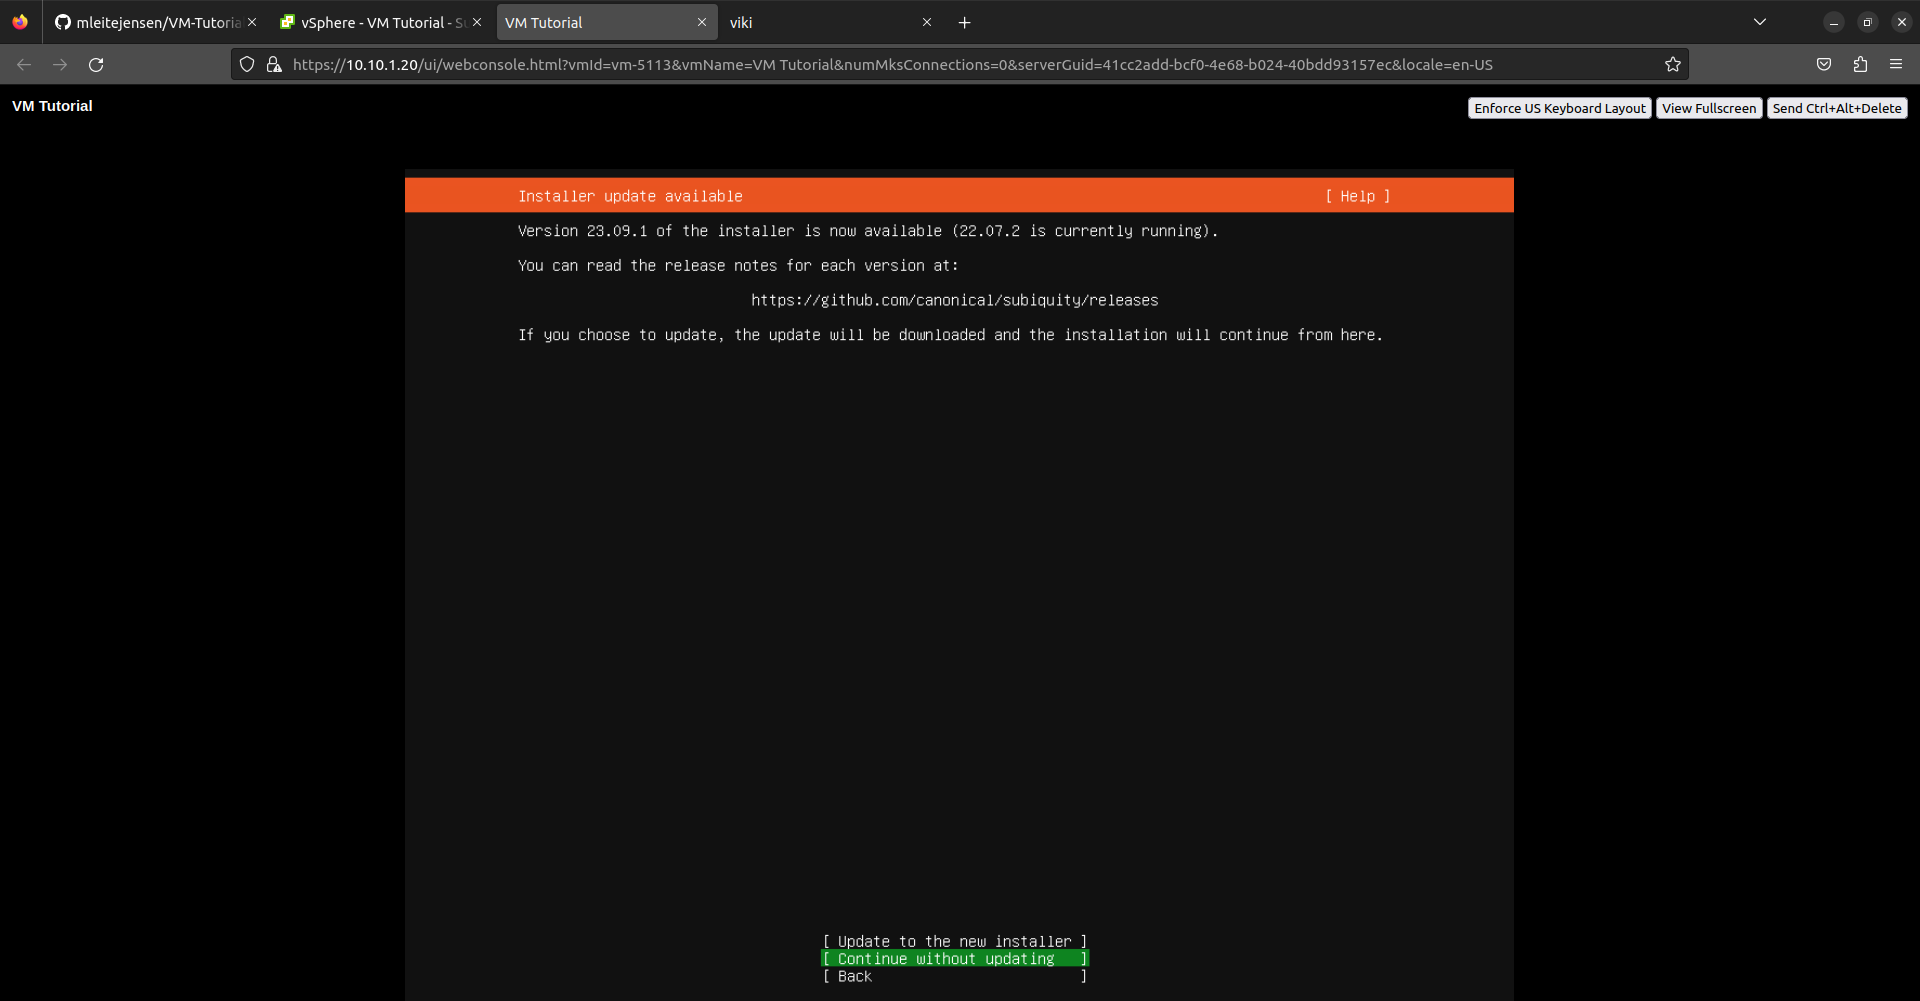 mleitejensen/VM-Tutoria
vSphere - VM Tutorial - Su
VM Tutorial
viki
https://10.10.1.20/ui/webconsole.html?vmId=vm-5113&vmName=VM Tutorial&numMksConnections=0&serverGuid=41cc2add-bcf0-4e68-b024-40bdd93157ec&locale=en-US
VM Tutorial
Enforce US Keyboard Layout
View Fullscreen
Send Ctrl+Alt+Delete
Installer update available [ Help ]
Version 23.09.1 of the installer is now available (22.07.2 is currently running).
You can read the release notes for each version at:
https://github.com/canonical/subiquity/releases
If you choose to update, the update will be downloaded and the installation will continue from here.
[ Update to the new installer ]
[ Continue without updating ]
[ Back ]